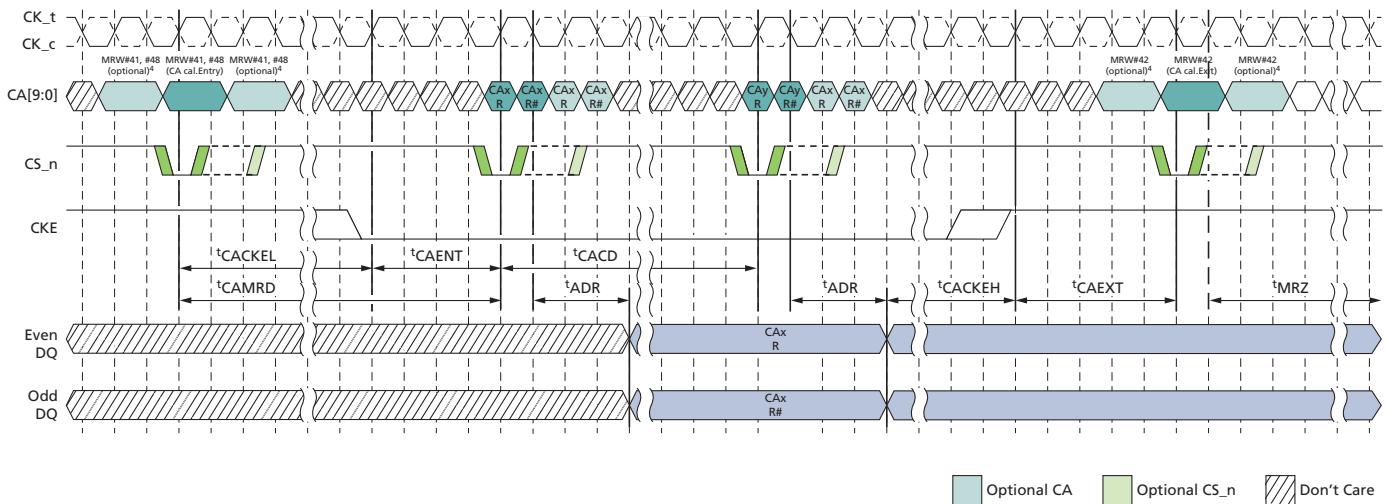 CK_t
CK_c
MRW#41, #48 (optional)4
MRW#41, #48 (CA cal.Entry)
MRW#41, #48 (optional)4
MRW#42 (optional)4
MRW#42 (CA cal.Exit)
MRW#42 (optional)4
CA[9:0]
CAx R
CAx R#
CAx R
CAx R#
CAy R
CAy R#
CAx R
CAx R#
CS_n
CKE
tCACKEL
tCAENT
tCACD
tCAMRD
tADR
tADR
tCACKEH
tCAEXT
tMRZ
Even DQ
CAx R
Odd DQ
CAx R#
Optional CA
Optional CS_n
Don't Care